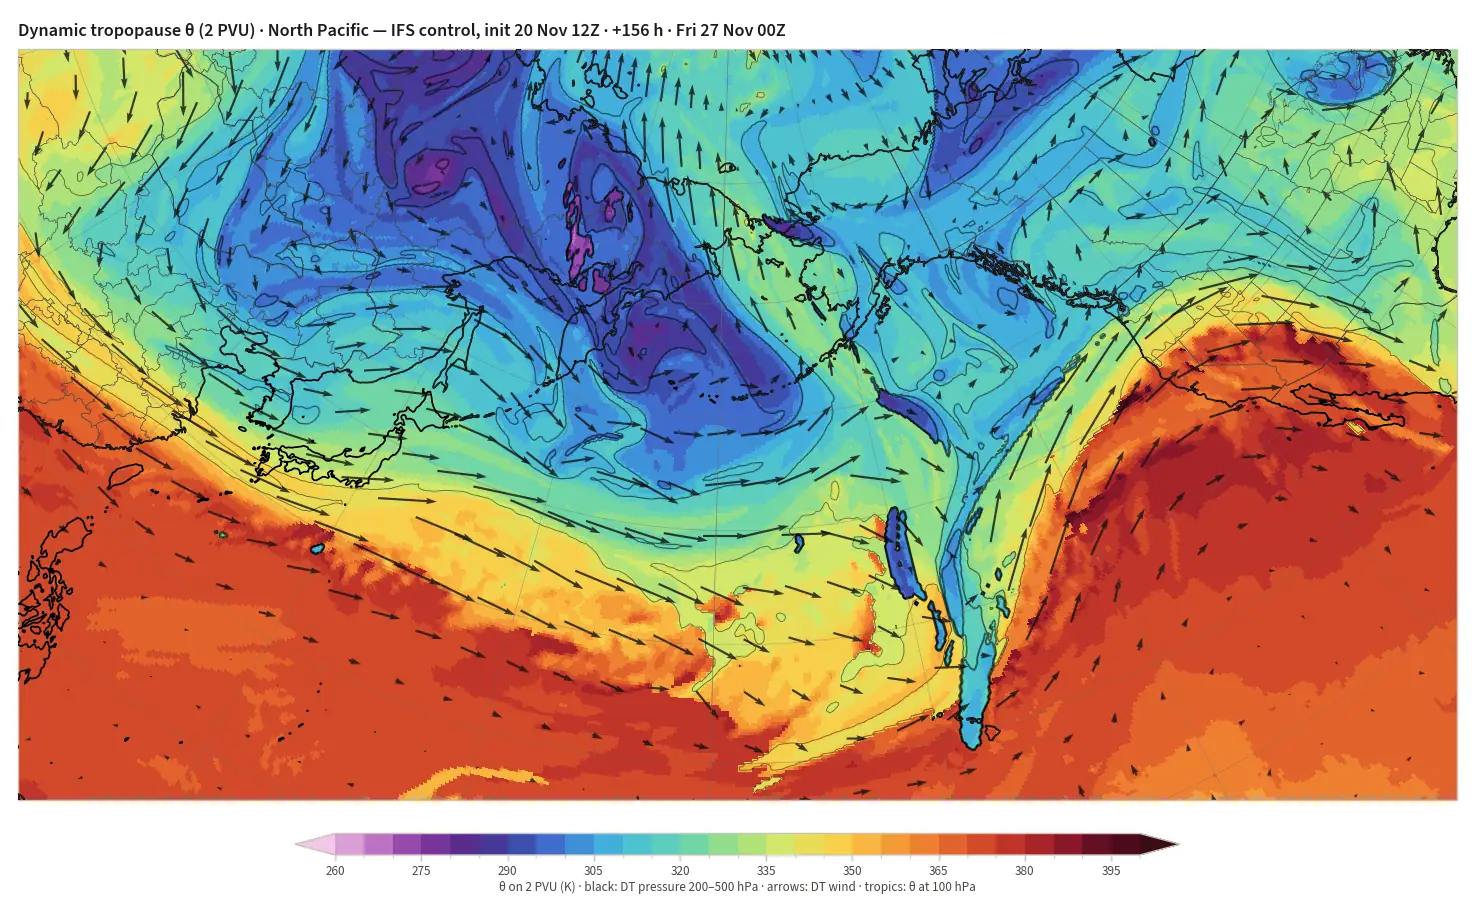 Dynamic tropopause θ (2 PVU) · North Pacific — IFS control, init 20 Nov 12Z · +156 h · Fri 27 Nov 00Z
260 275 290 305 320 335 350 365 380 395
θ on 2 PVU (K) · black: DT pressure 200–500 hPa · arrows: DT wind · tropics: θ at 100 hPa